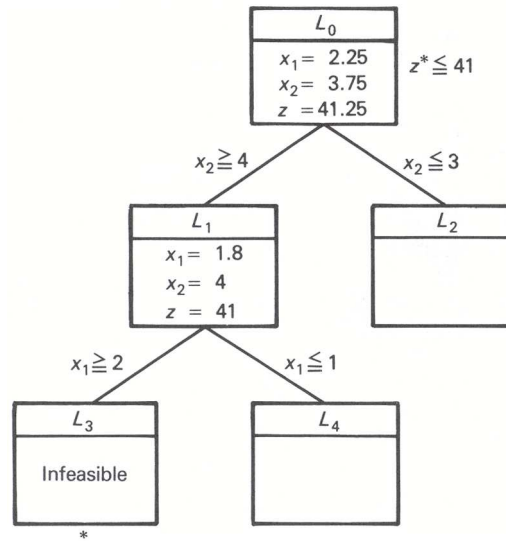 L₀
x₁ = 2.25
x₂ = 3.75
z = 41.25
z* ≦ 41
x₂ ≧ 4
x₂ ≦ 3
L₁
x₁ = 1.8
x₂ = 4
z = 41
L₂
x₁ ≧ 2
x₁ ≦ 1
L₃
Infeasible
*
L₄